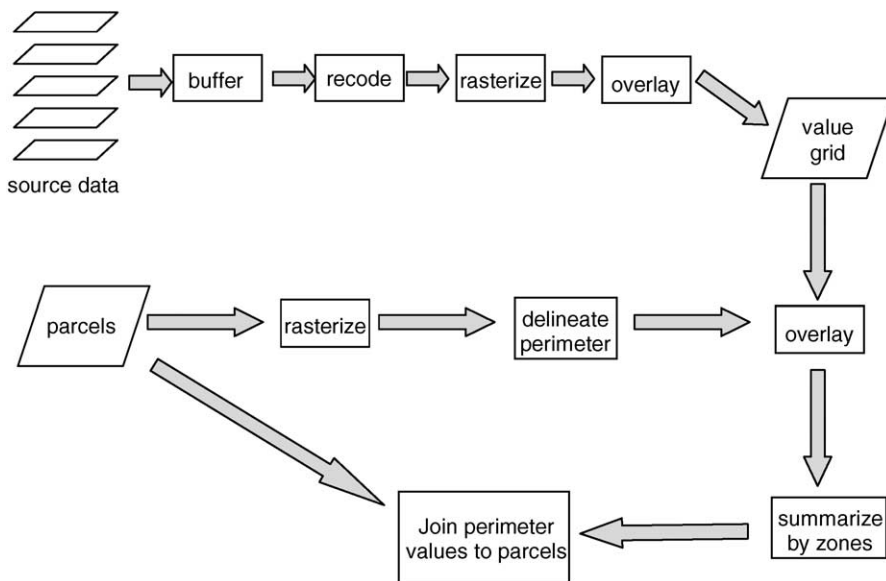 source data
buffer
recode
rasterize
overlay
value
grid
parcels
rasterize
delineate
perimeter
overlay
Join perimeter
values to parcels
summarize
by zones